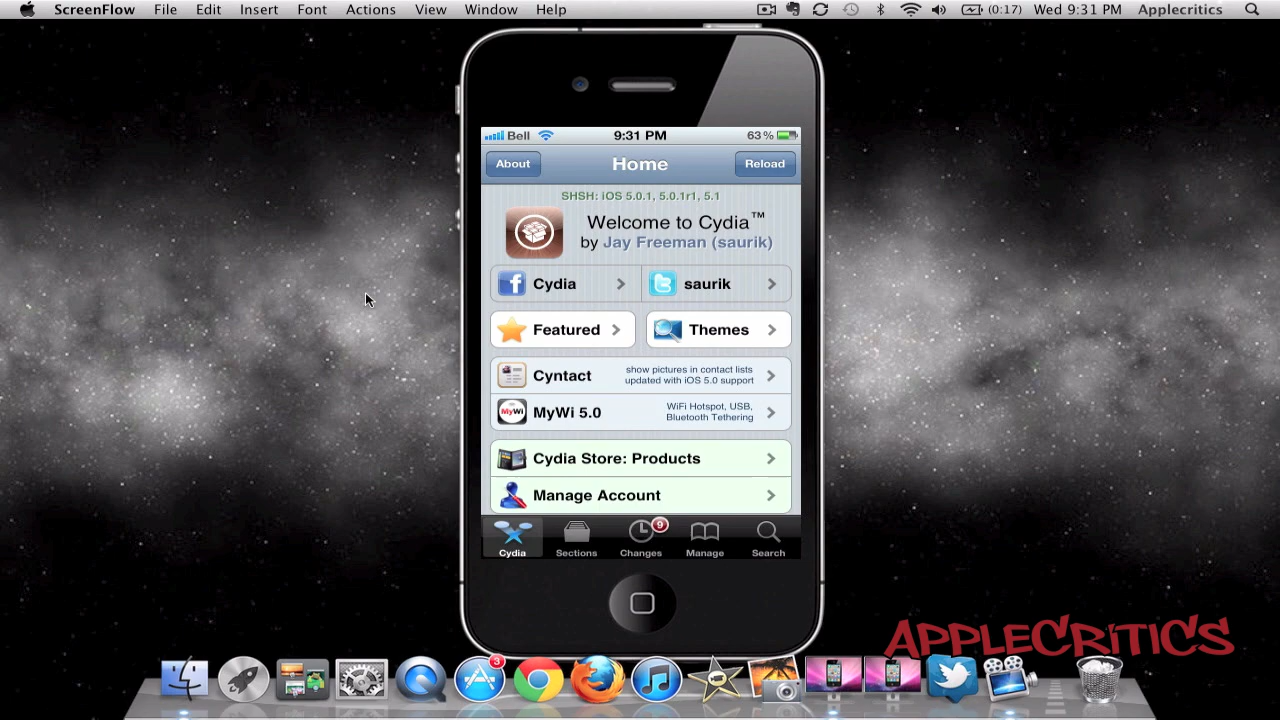 ScreenFlow File Edit Insert Font Actions View Window Help (0:17) Wed 9:31 PM Applecritics
Bell 9:31 PM 63%
About Home Reload
SHSH: iOS 5.0.1, 5.0.1r1, 5.1
Welcome to Cydia™
by Jay Freeman (saurik)
Cydia saurik
Featured Themes
Cyntact show pictures in contact lists
updated with iOS 5.0 support
MyWi MyWi 5.0 WiFi Hotspot, USB,
Bluetooth Tethering
Cydia Store: Products
Manage Account
9
Cydia Sections Changes Manage Search
APPLECRITICS
3